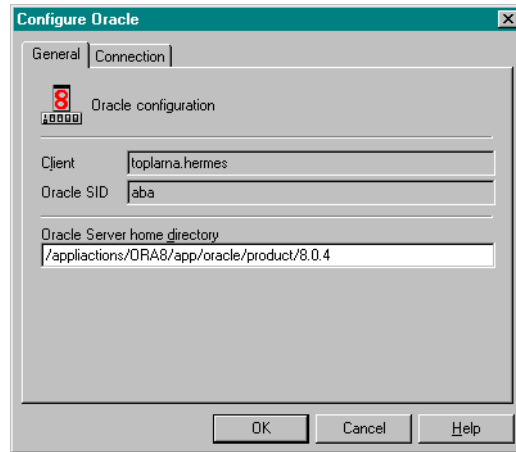 Configure Oracle
General Connection
8
Oracle configuration
Client toplarna.hermes
Oracle SID aba
Oracle Server home directory
/appliactions/ORA8/app/oracle/product/8.0.4
OK Cancel Help